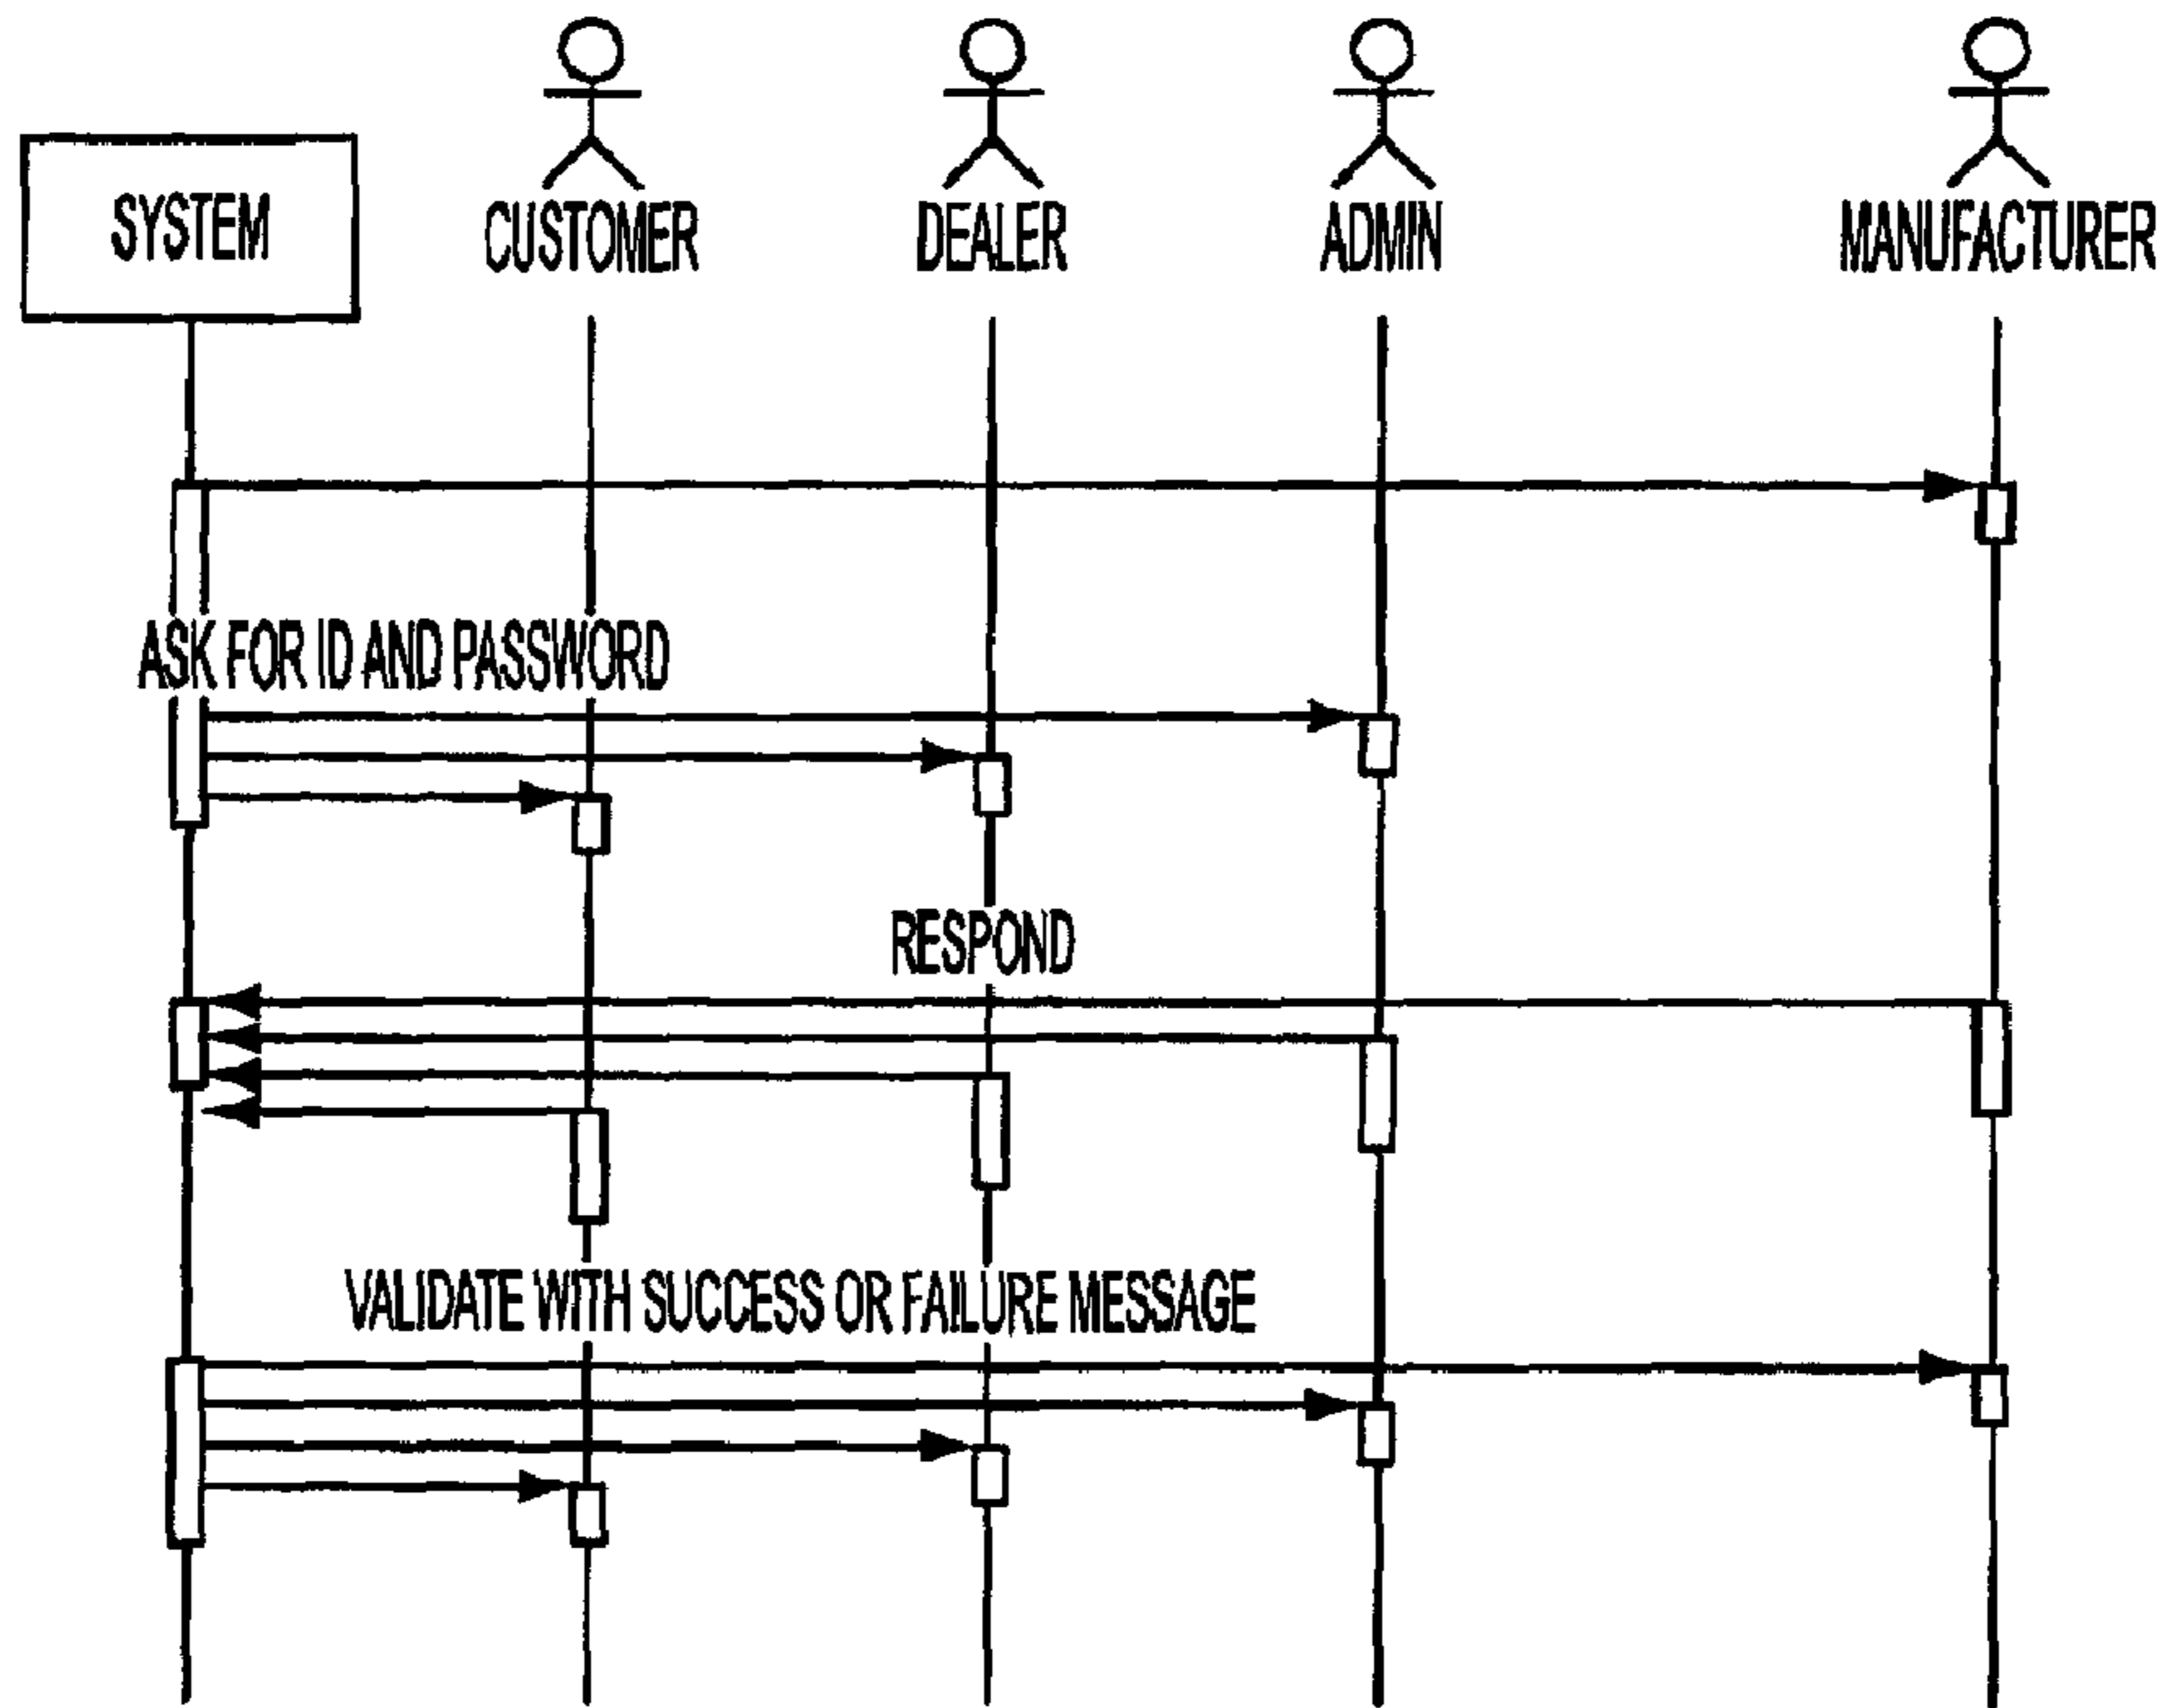 SYSTEM
CUSTOMER
DEALER
ADMIN
MANUFACTURER
ASK FOR ID AND PASSWORD
RESPOND
VALIDATE WITH SUCCESS OR FAILURE MESSAGE